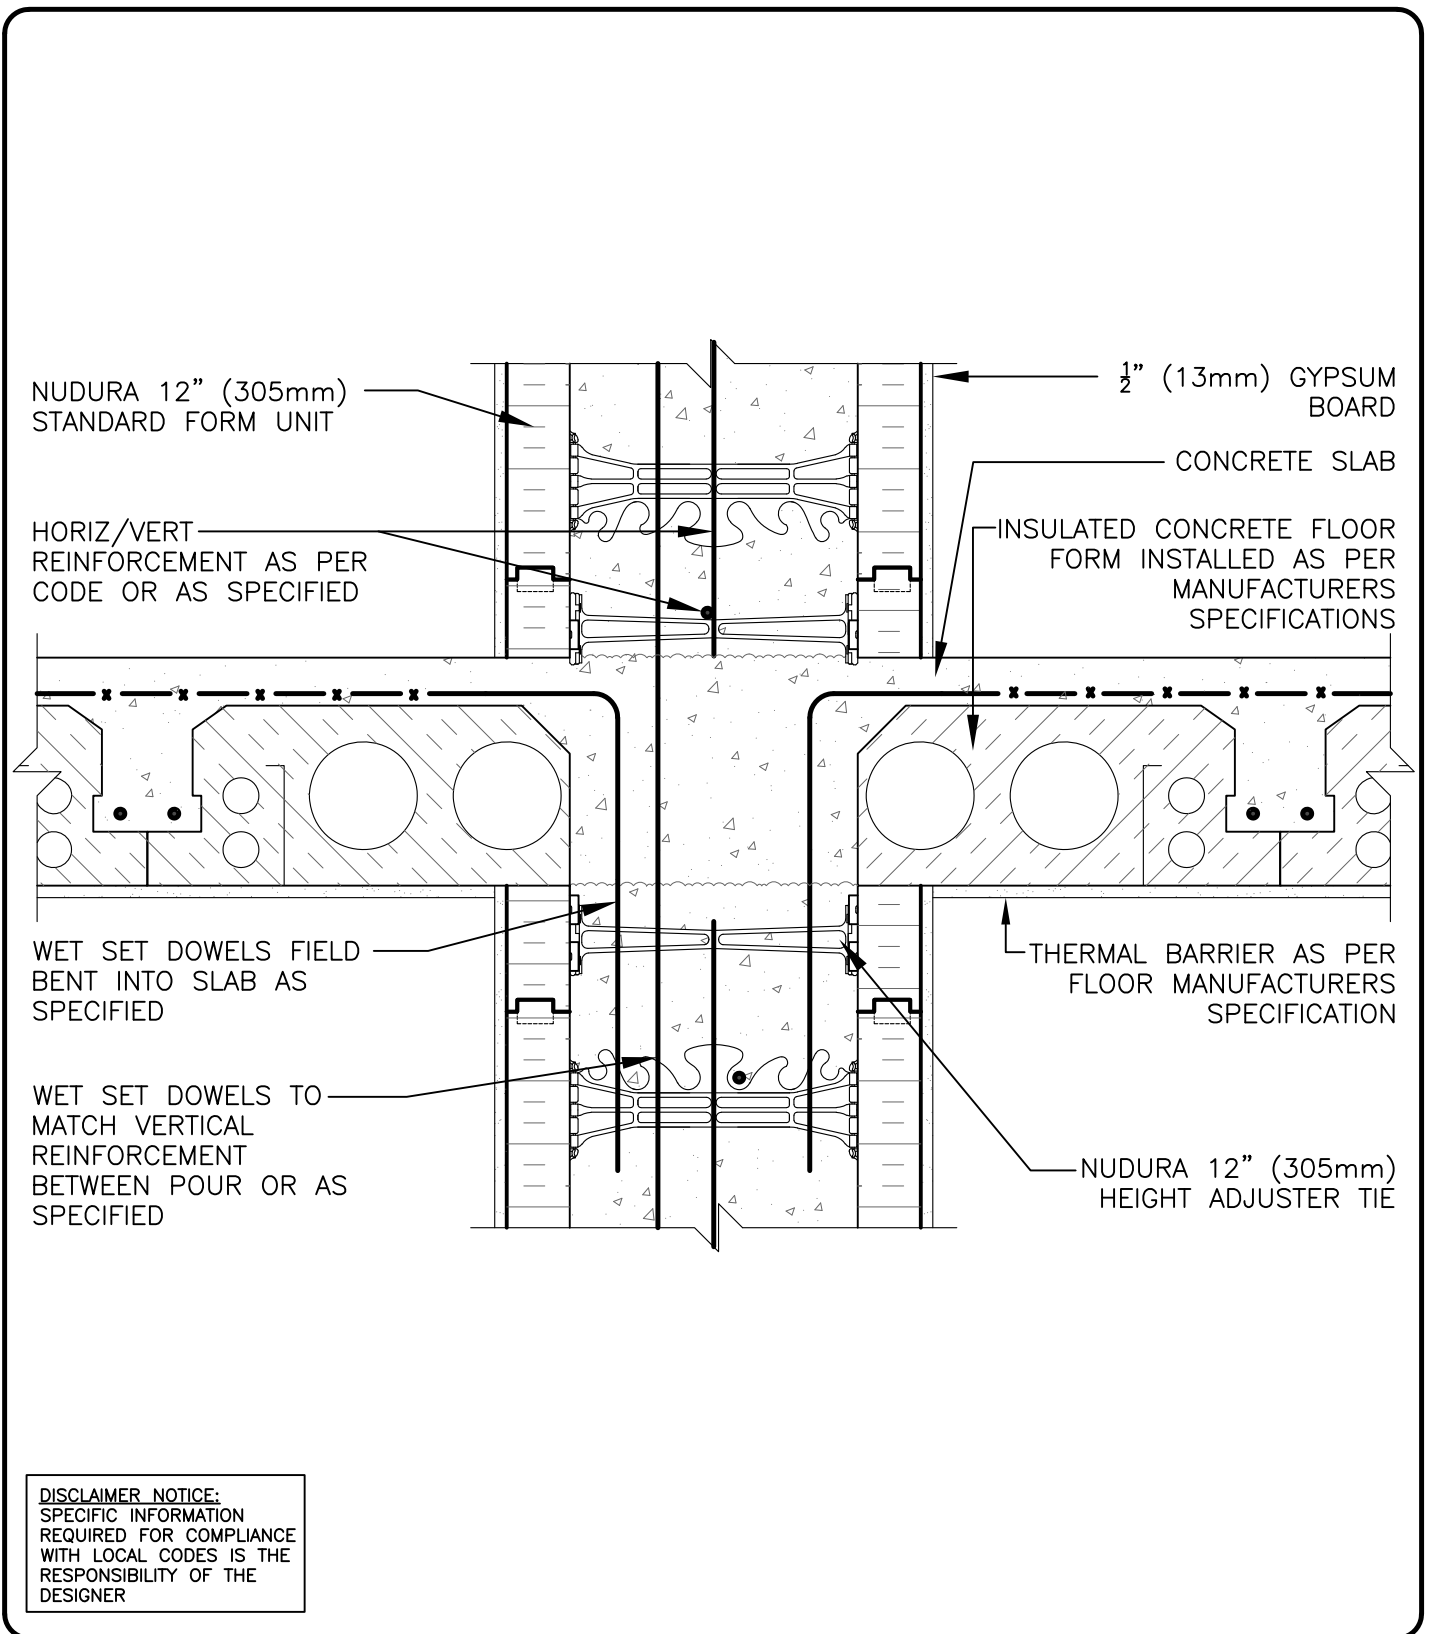 NUDURA 12" (305mm)
STANDARD FORM UNIT
HORIZ/VERT
REINFORCEMENT AS PER
CODE OR AS SPECIFIED
WET SET DOWELS FIELD
BENT INTO SLAB AS
SPECIFIED
WET SET DOWELS TO
MATCH VERTICAL
REINFORCEMENT
BETWEEN POUR OR AS
SPECIFIED
½" (13mm) GYPSUM
BOARD
CONCRETE SLAB
INSULATED CONCRETE FLOOR
FORM INSTALLED AS PER
MANUFACTURERS
SPECIFICATIONS
THERMAL BARRIER AS PER
FLOOR MANUFACTURERS
SPECIFICATION
NUDURA 12" (305mm)
HEIGHT ADJUSTER TIE
DISCLAIMER NOTICE:
SPECIFIC INFORMATION
REQUIRED FOR COMPLIANCE
WITH LOCAL CODES IS THE
RESPONSIBILITY OF THE
DESIGNER